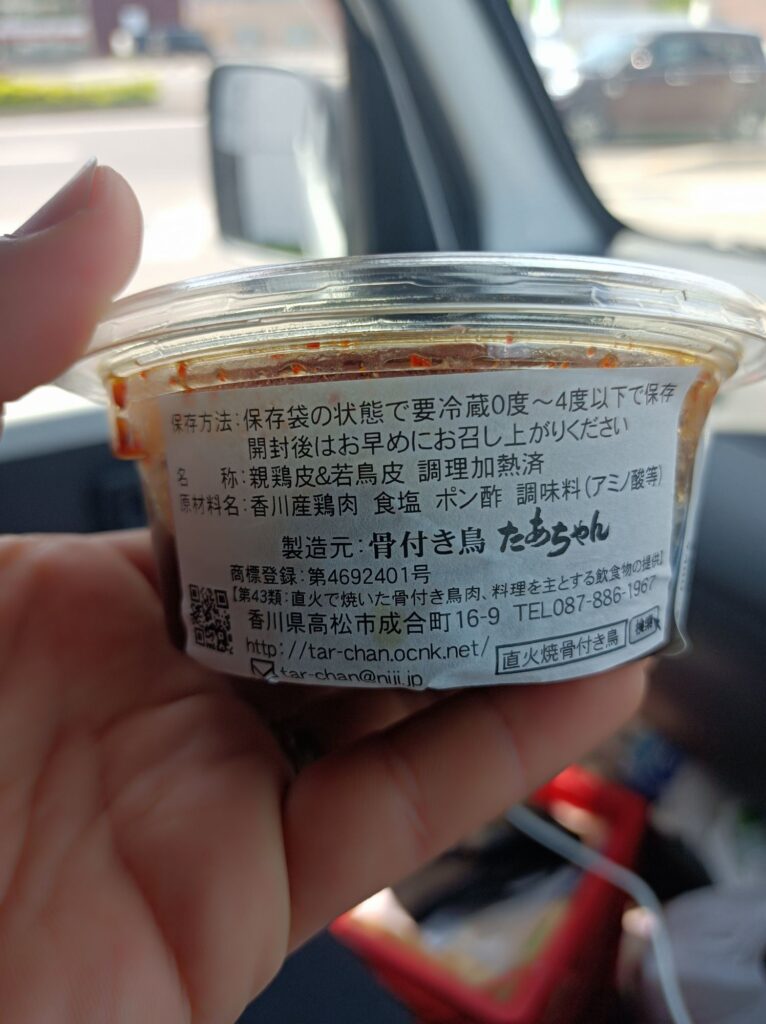 保存方法：保存袋の状態で要冷蔵0度～4度以下で保存
開封後はお早めにお召し上がりください
名　称：親鶏皮&若鳥皮 調理加熱済
原材料名：香川産鶏肉 食塩 ポン酢 調味料（アミノ酸等）
製造元：骨付き鳥 たあちゃん
商標登録：第4692401号
【第43類：直火で焼いた骨付き鳥肉、料理を主とする飲食物の提供】
香川県高松市成合町16-9 TEL087-886-1967
http://tar-chan.ocnk.net/ 直火焼骨付き鳥 検索
tar-chan@niji.jp